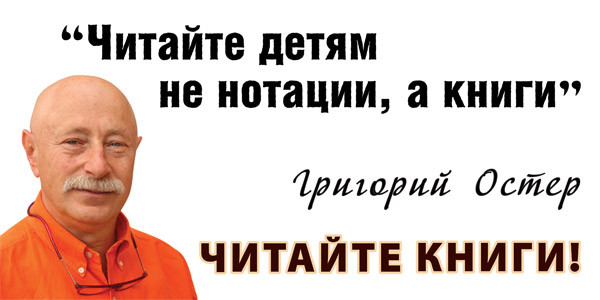 “Читайте детям
не нотации, а книги”
Григорий Остер
ЧИТАЙТЕ КНИГИ!